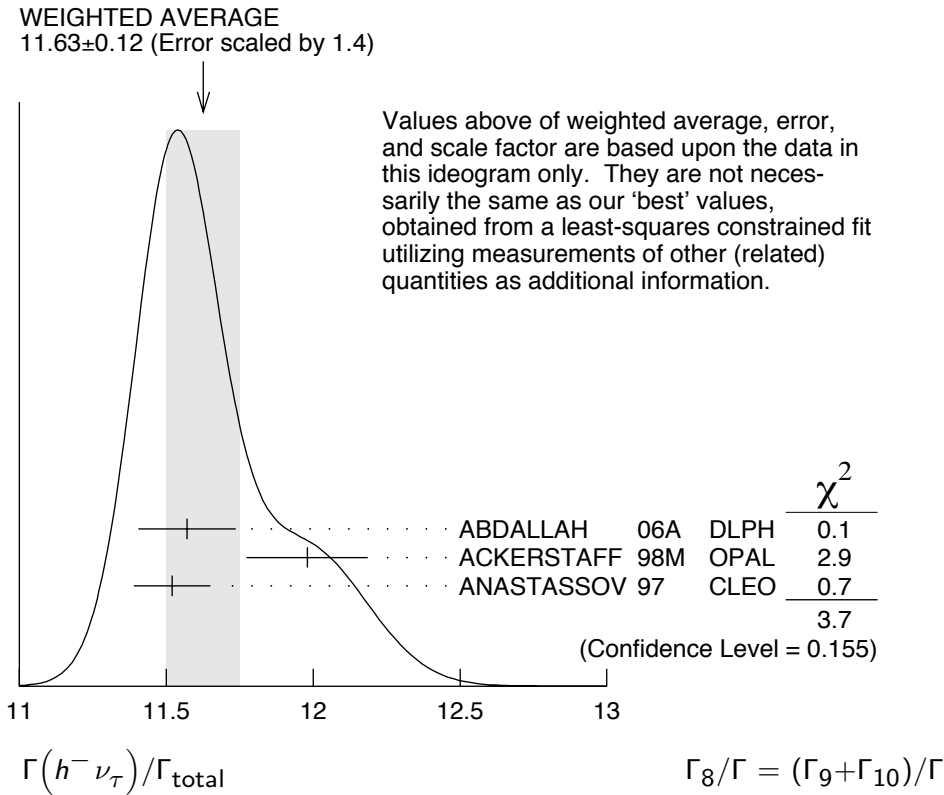 WEIGHTED AVERAGE
11.63±0.12 (Error scaled by 1.4)
Values above of weighted average, error,
and scale factor are based upon the data in
this ideogram only.  They are not neces-
sarily the same as our ‘best’ values,
obtained from a least-squares constrained fit
utilizing measurements of other (related)
quantities as additional information.
χ²
ABDALLAH 06A DLPH 0.1
ACKERSTAFF 98M OPAL 2.9
ANASTASSOV 97 CLEO 0.7
3.7
(Confidence Level = 0.155)
11 11.5 12 12.5 13
Γ(h⁻ ν_τ)/Γ_total Γ₈/Γ = (Γ₉+Γ₁₀)/Γ